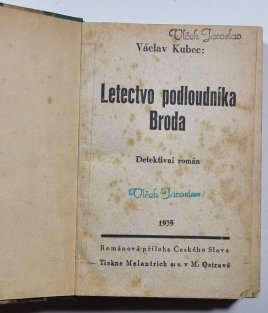 Vlček Jaroslav
Václav Kubec:
Letectvo podloudníka
Broda
Detektivní román
Vlček Jaroslav
1935
Románová příloha Českého Slova
Tiskne Melantrich a. s. v M. Ostravě